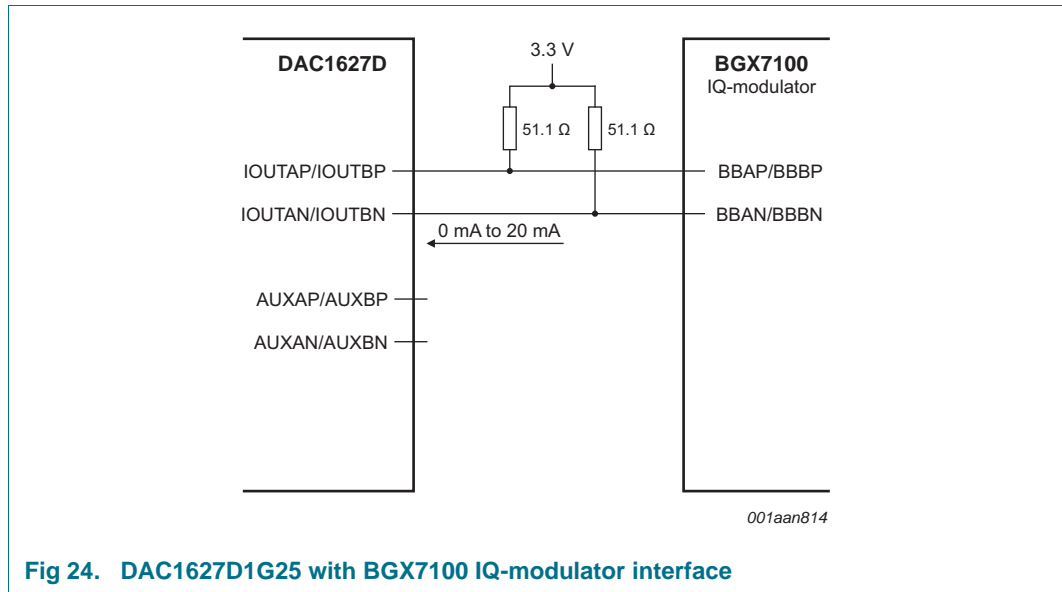 3.3 V
DAC1627D
BGX7100
IQ-modulator
51.1 Ω
51.1 Ω
IOUTAP/IOUTBP
BBAP/BBBP
IOUTAN/IOUTBN
BBAN/BBBN
0 mA to 20 mA
AUXAP/AUXBP
AUXAN/AUXBN
001aan814
Fig 24. DAC1627D1G25 with BGX7100 IQ-modulator interface